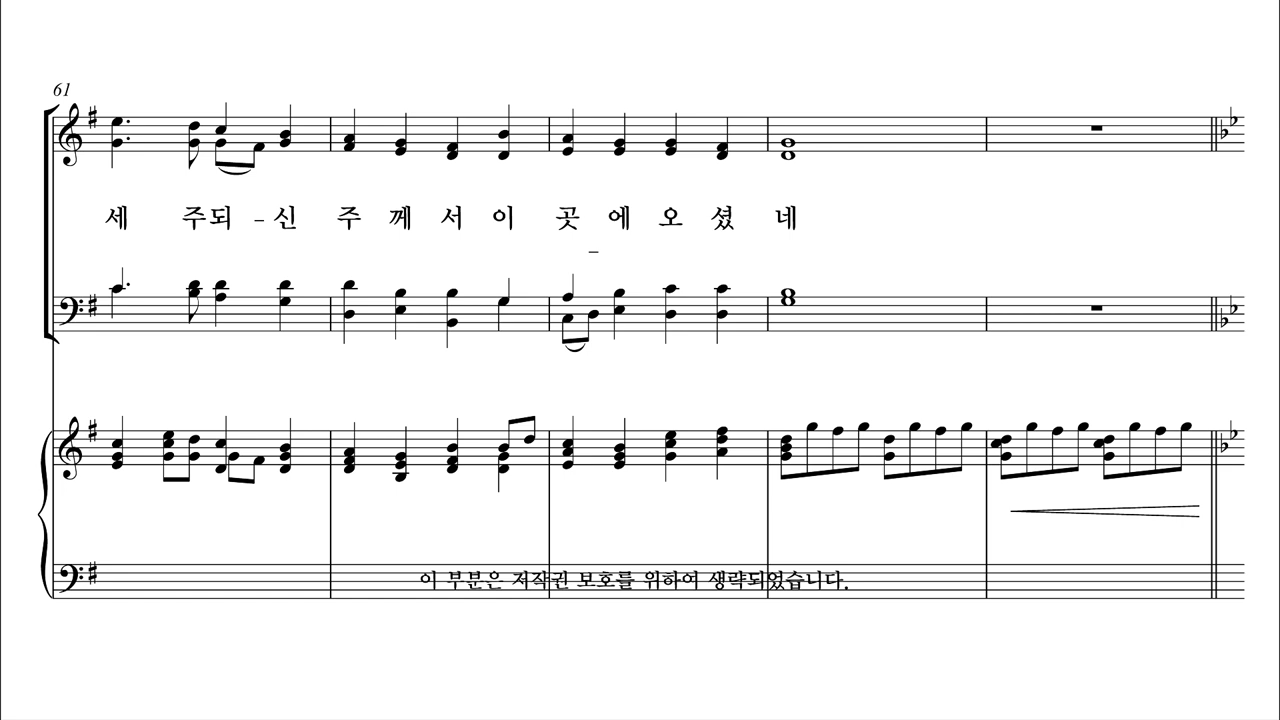 61
세 주되 – 신 주 께 서 이 곳 에 오 셨 네
–
이 부분은 저작권 보호를 위하여 생략되었습니다.